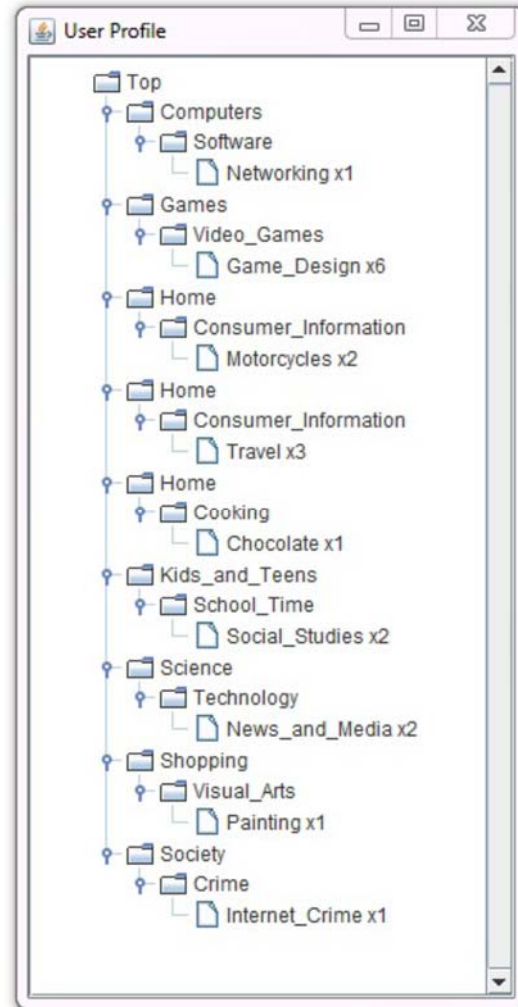 User Profile
Top
Computers
Software
Networking x1
Games
Video_Games
Game_Design x6
Home
Consumer_Information
Motorcycles x2
Home
Consumer_Information
Travel x3
Home
Cooking
Chocolate x1
Kids_and_Teens
School_Time
Social_Studies x2
Science
Technology
News_and_Media x2
Shopping
Visual_Arts
Painting x1
Society
Crime
Internet_Crime x1